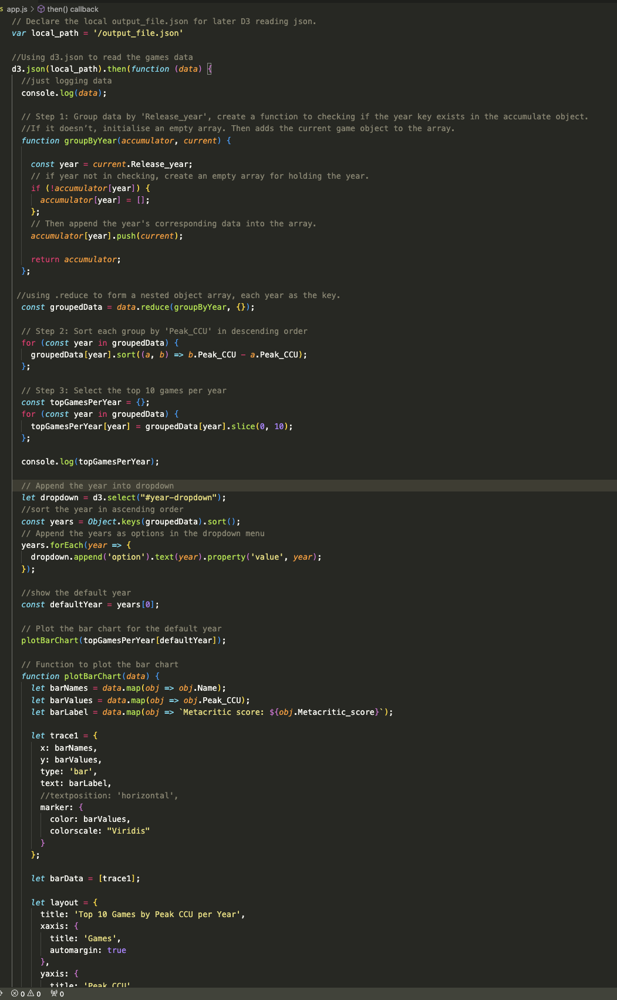 app.js > then() callback
// Declare the local output_file.json for later D3 reading json.
var local_path = '/output_file.json'
//Using d3.json to read the games data
d3.json(local_path).then(function (data) {
//just logging data
console.log(data);
// Step 1: Group data by 'Release_year', create a function to checking if the year key exists in the accumulate object.
//If it doesn’t, initialise an empty array. Then adds the current game object to the array.
function groupByYear(accumulator, current) {
const year = current.Release_year;
// if year not in checking, create an empty array for holding the year.
if (!accumulator[year]) {
accumulator[year] = [];
};
// Then append the year's corresponding data into the array.
accumulator[year].push(current);
return accumulator;
};
//using .reduce to form a nested object array, each year as the key.
const groupedData = data.reduce(groupByYear, {});
// Step 2: Sort each group by 'Peak_CCU' in descending order
for (const year in groupedData) {
groupedData[year].sort((a, b) => b.Peak_CCU - a.Peak_CCU);
};
// Step 3: Select the top 10 games per year
const topGamesPerYear = {};
for (const year in groupedData) {
topGamesPerYear[year] = groupedData[year].slice(0, 10);
};
console.log(topGamesPerYear);
// Append the year into dropdown
let dropdown = d3.select("#year-dropdown");
//sort the year in ascending order
const years = Object.keys(groupedData).sort();
// Append the years as options in the dropdown menu
years.forEach(year => {
dropdown.append('option').text(year).property('value', year);
});
//show the default year
const defaultYear = years[0];
// Plot the bar chart for the default year
plotBarChart(topGamesPerYear[defaultYear]);
// Function to plot the bar chart
function plotBarChart(data) {
let barNames = data.map(obj => obj.Name);
let barValues = data.map(obj => obj.Peak_CCU);
let barLabel = data.map(obj => `Metacritic score: ${obj.Metacritic_score}`);
let trace1 = {
x: barNames,
y: barValues,
type: 'bar',
text: barLabel,
//textposition: 'horizontal',
marker: {
color: barValues,
colorscale: "Viridis"
}
};
let barData = [trace1];
let layout = {
title: 'Top 10 Games by Peak CCU per Year',
xaxis: {
title: 'Games',
automargin: true
},
yaxis: {
title: 'Peak CCU'
0 0 0